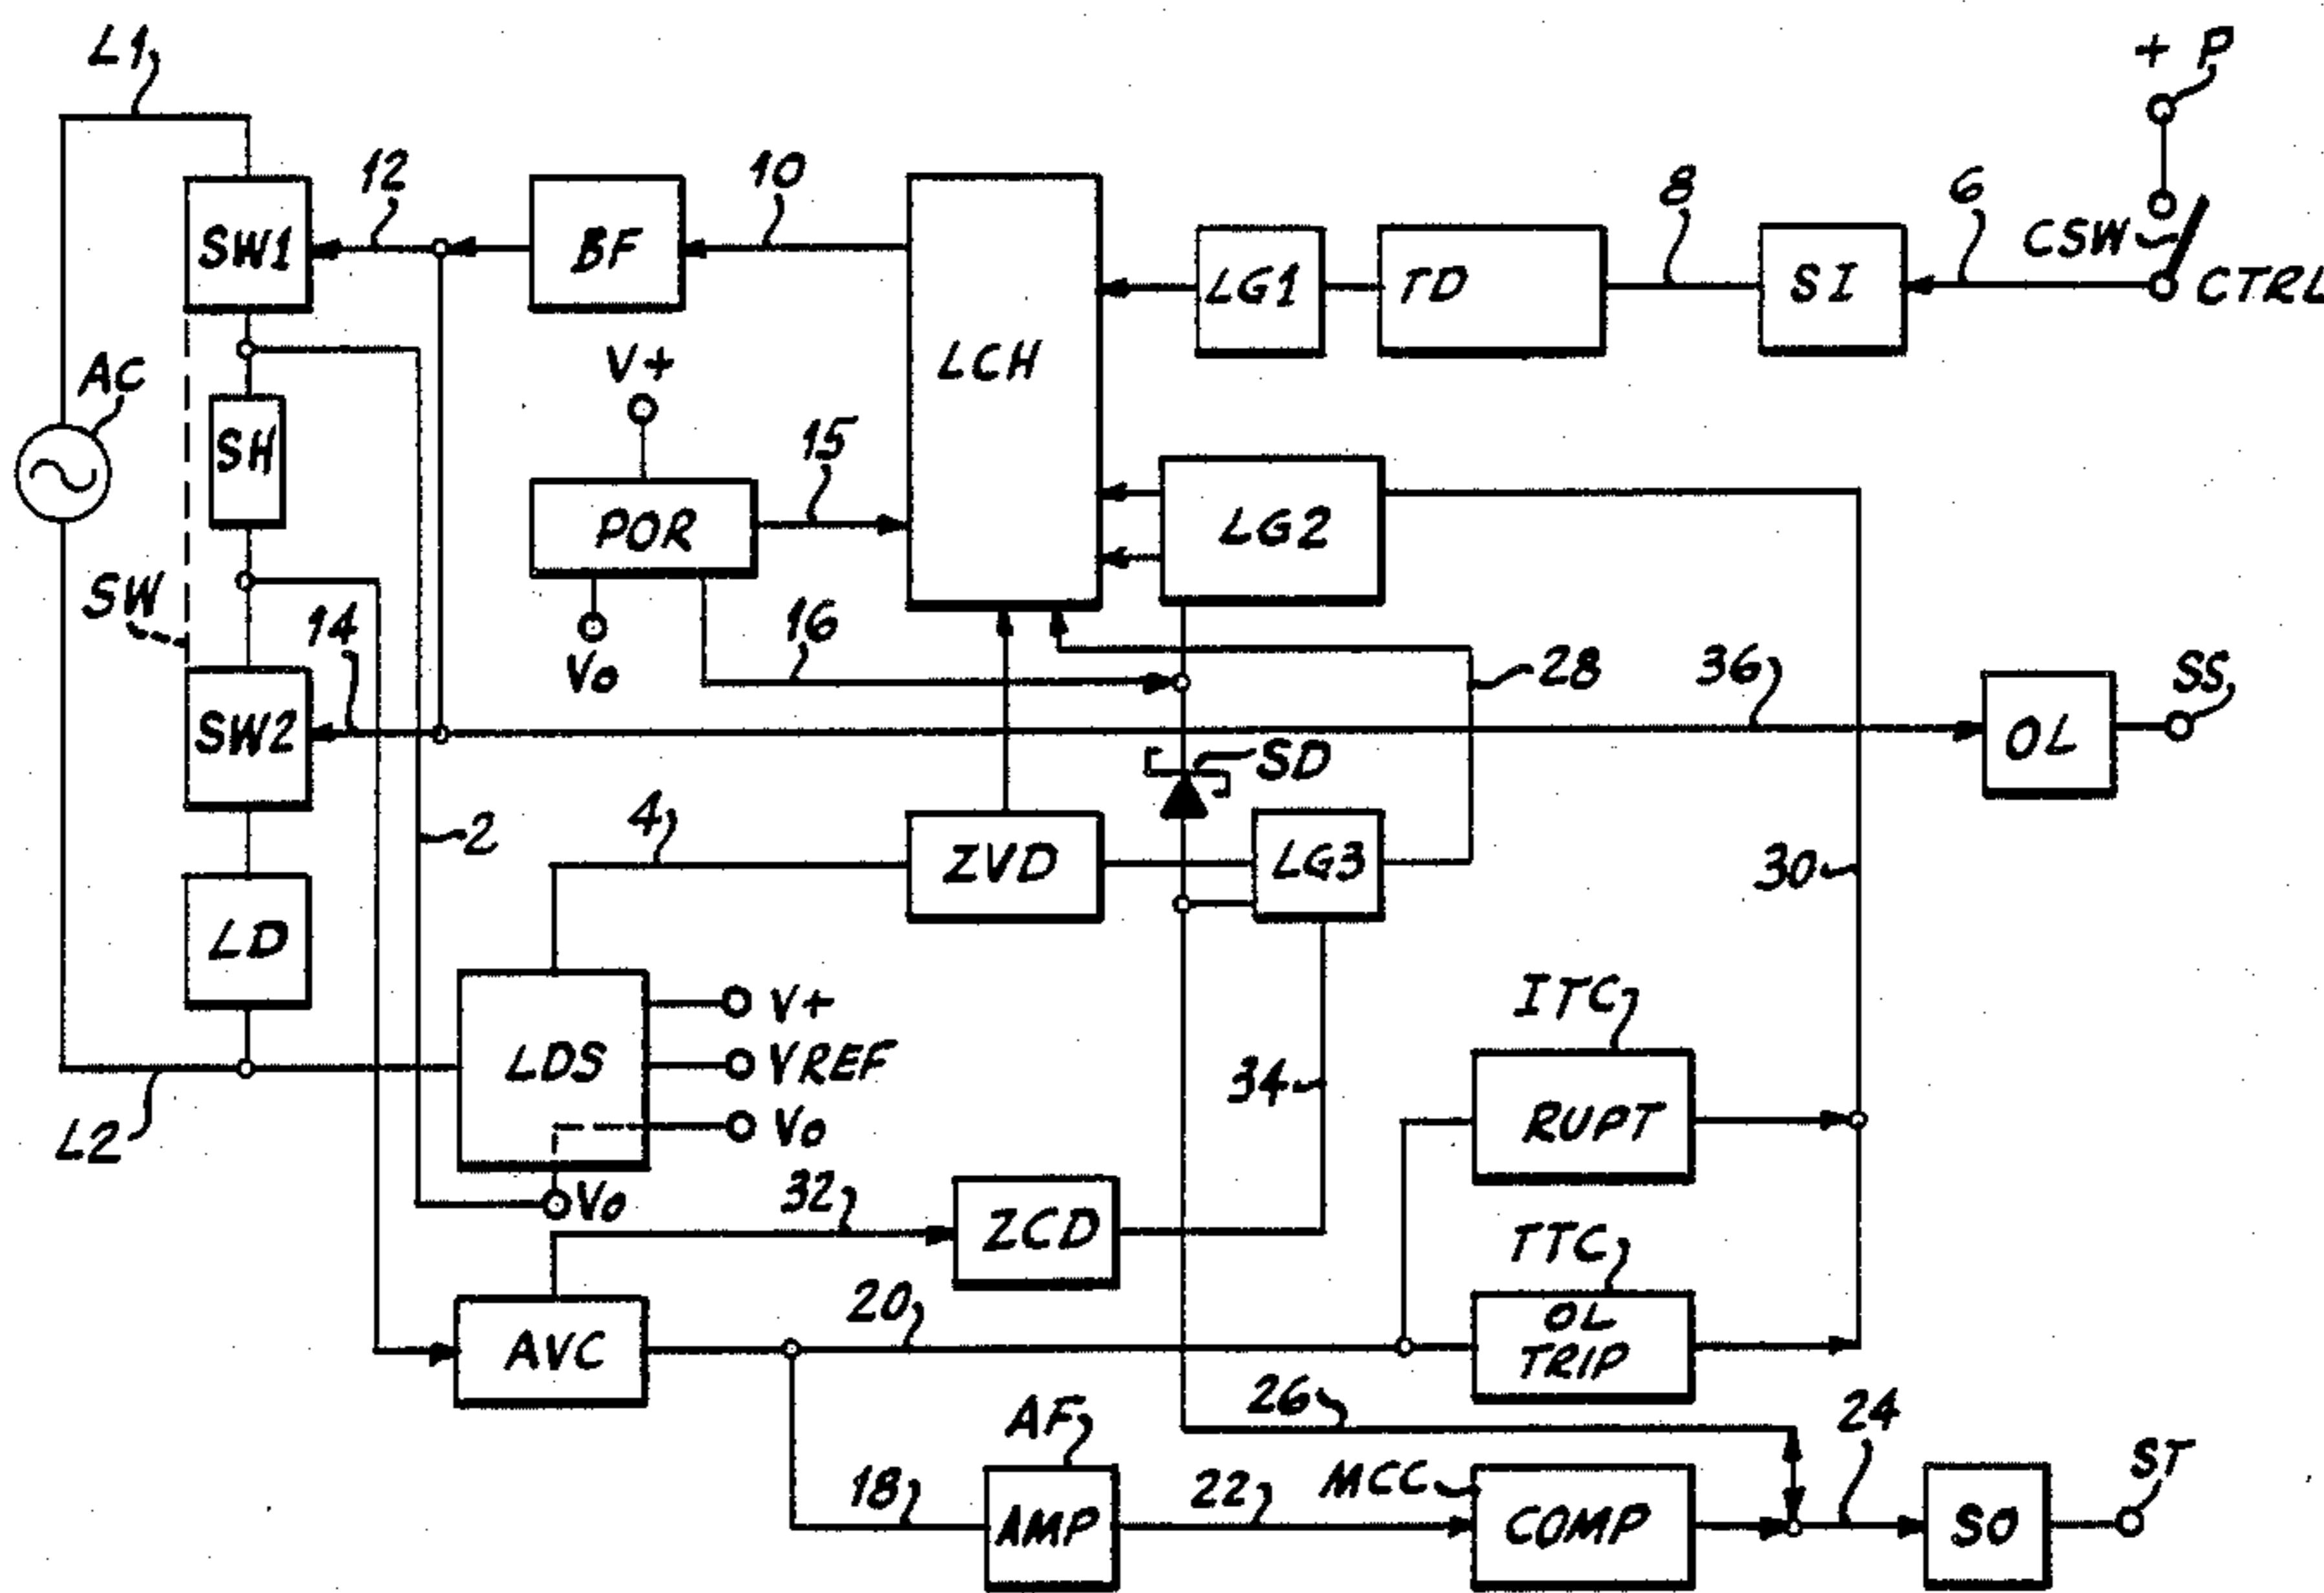 L1
+ P
12
10
8
6
SW1
BF
LCH
LG1
TD
SI
CSW
CTRL
AC
V+
SH
15
POR
LG2
SW
14
Vo
16
28
36
SS
SW2
OL
SD
2
4
ZVD
LG3
30
LD
ITC
V+
LDS
VREF
34
RUPT
L2
Vo
Vo
32
ZCD
TTC
20
OL
TRIP
AVC
26
24
AF
18
22
MCC
ST
AMP
COMP
SO